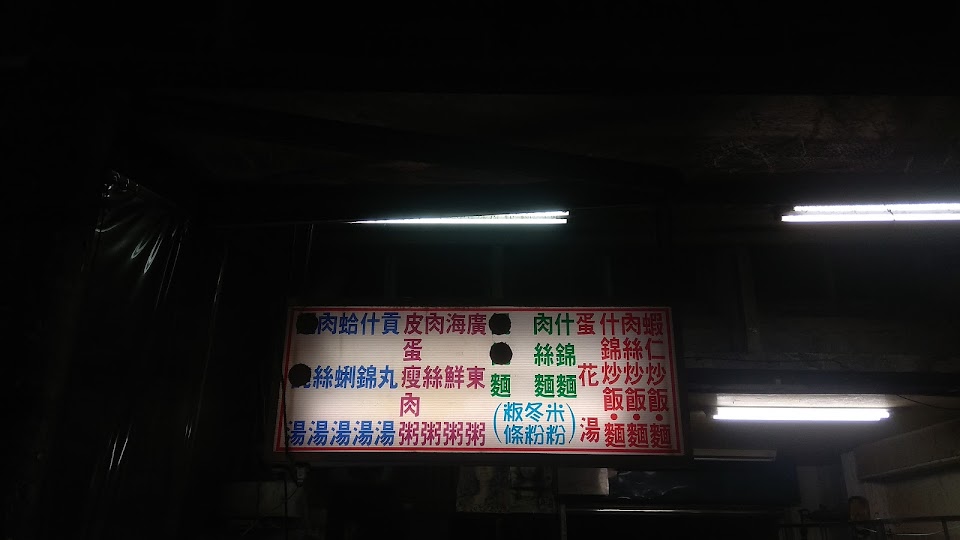 蝦仁炒飯·麵
肉絲炒飯·麵
什錦炒飯·麵
蛋花湯
什錦麵
肉絲麵
麵
(米粉
冬粉
粄條)
廣東粥
海鮮粥
肉絲粥
皮蛋瘦肉粥
貢丸湯
什錦湯
蛤蜊湯
肉絲湯
湯